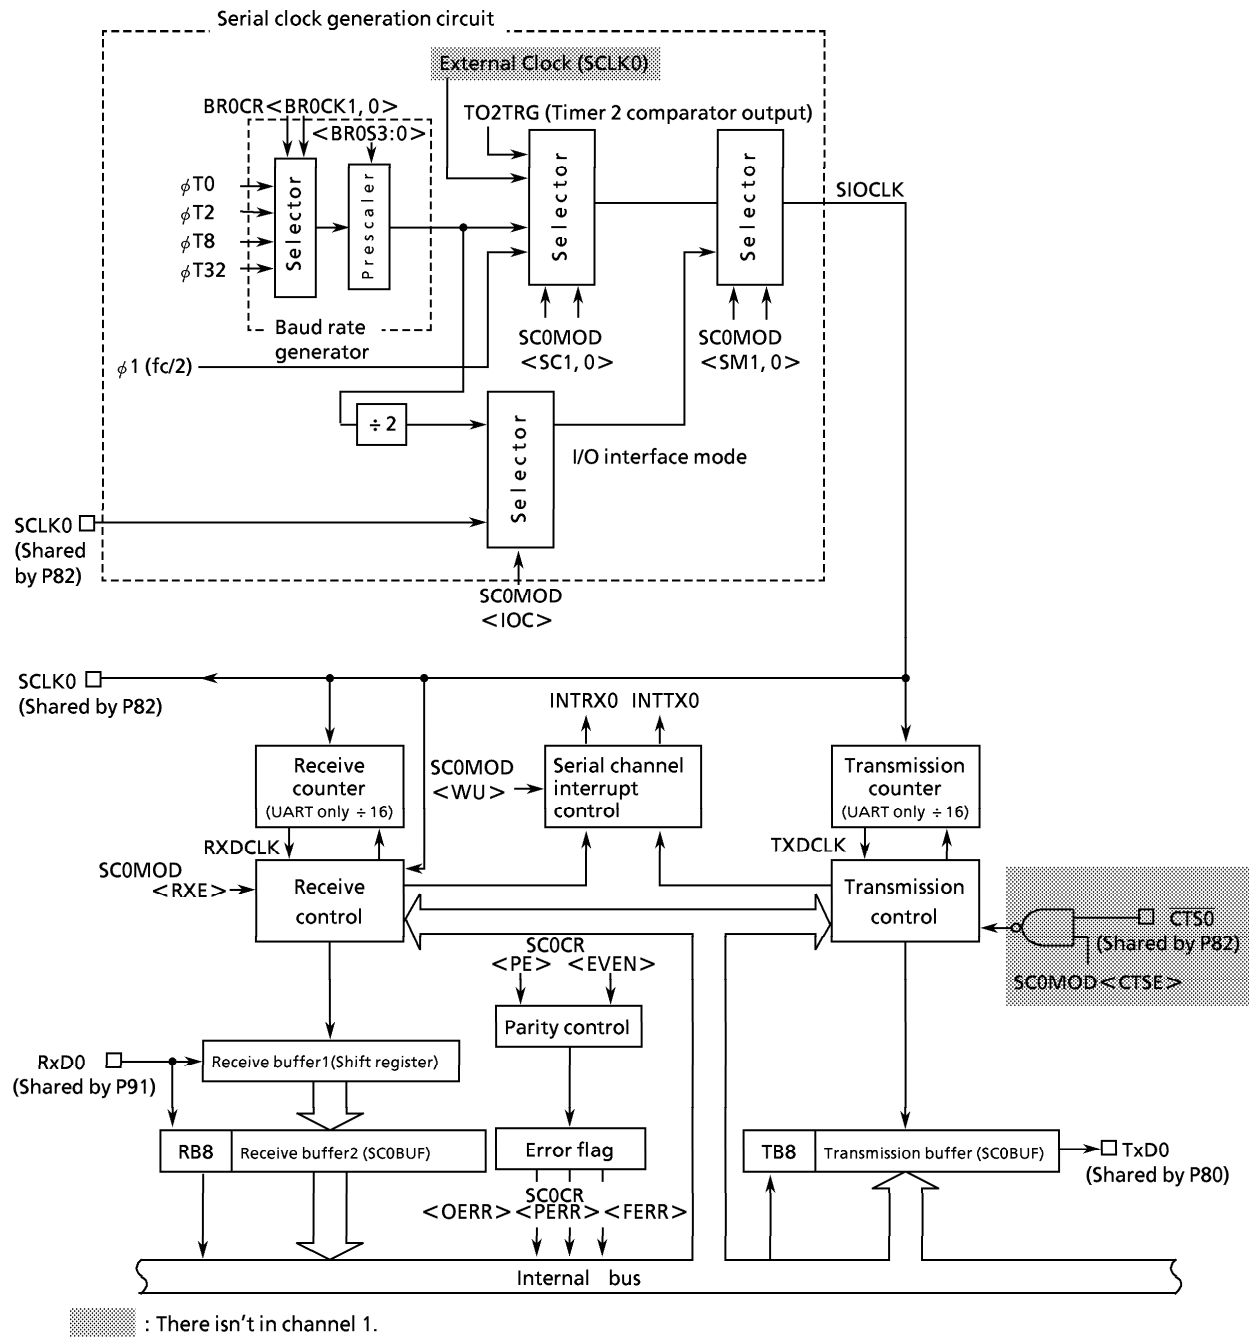 Serial clock generation circuit
External Clock (SCLK0)
BR0CR<BR0CK1, 0>
TO2TRG (Timer 2 comparator output)
<BR0S3:0>
Selector
Prescaler
Selector
Selector
SIOCLK
φT0
φT2
φT8
φT32
Baud rate
generator
SC0MOD
<SC1, 0>
SC0MOD
<SM1, 0>
φ1 (fc/2)
÷2
Selector
I/O interface mode
SCLK0
(Shared
by P82)
SC0MOD
<IOC>
SCLK0
(Shared by P82)
INTRX0 INTTX0
Receive
counter
(UART only ÷16)
SC0MOD
<WU>
Serial channel
interrupt
control
Transmission
counter
(UART only ÷16)
RXDCLK
TXDCLK
SC0MOD
<RXE>
Receive
control
Transmission
control
CTS0
(Shared by P82)
SC0MOD<CTSE>
SC0CR
<PE> <EVEN>
Parity control
RxD0
(Shared by P91)
Receive buffer1(Shift register)
RB8 Receive buffer2 (SC0BUF)
Error flag
TB8 Transmission buffer (SC0BUF)
TxD0
(Shared by P80)
SC0CR
<OERR> <PERR> <FERR>
Internal bus
: There isn't in channel 1.